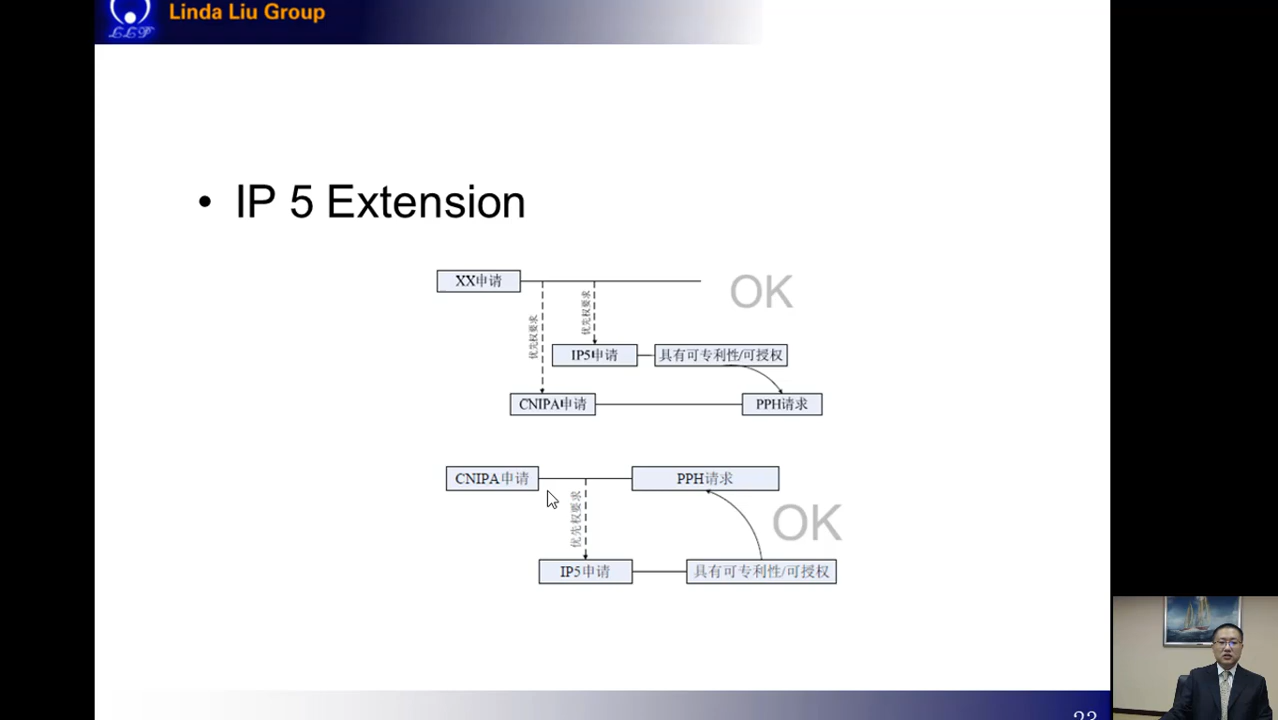 Linda Liu Group
LLP
• IP 5 Extension
XX申请
OK
优先权要求
优先权要求
IP5申请
具有可专利性/可授权
CNIPA申请
PPH请求
CNIPA申请
PPH请求
优先权要求
OK
IP5申请
具有可专利性/可授权
23